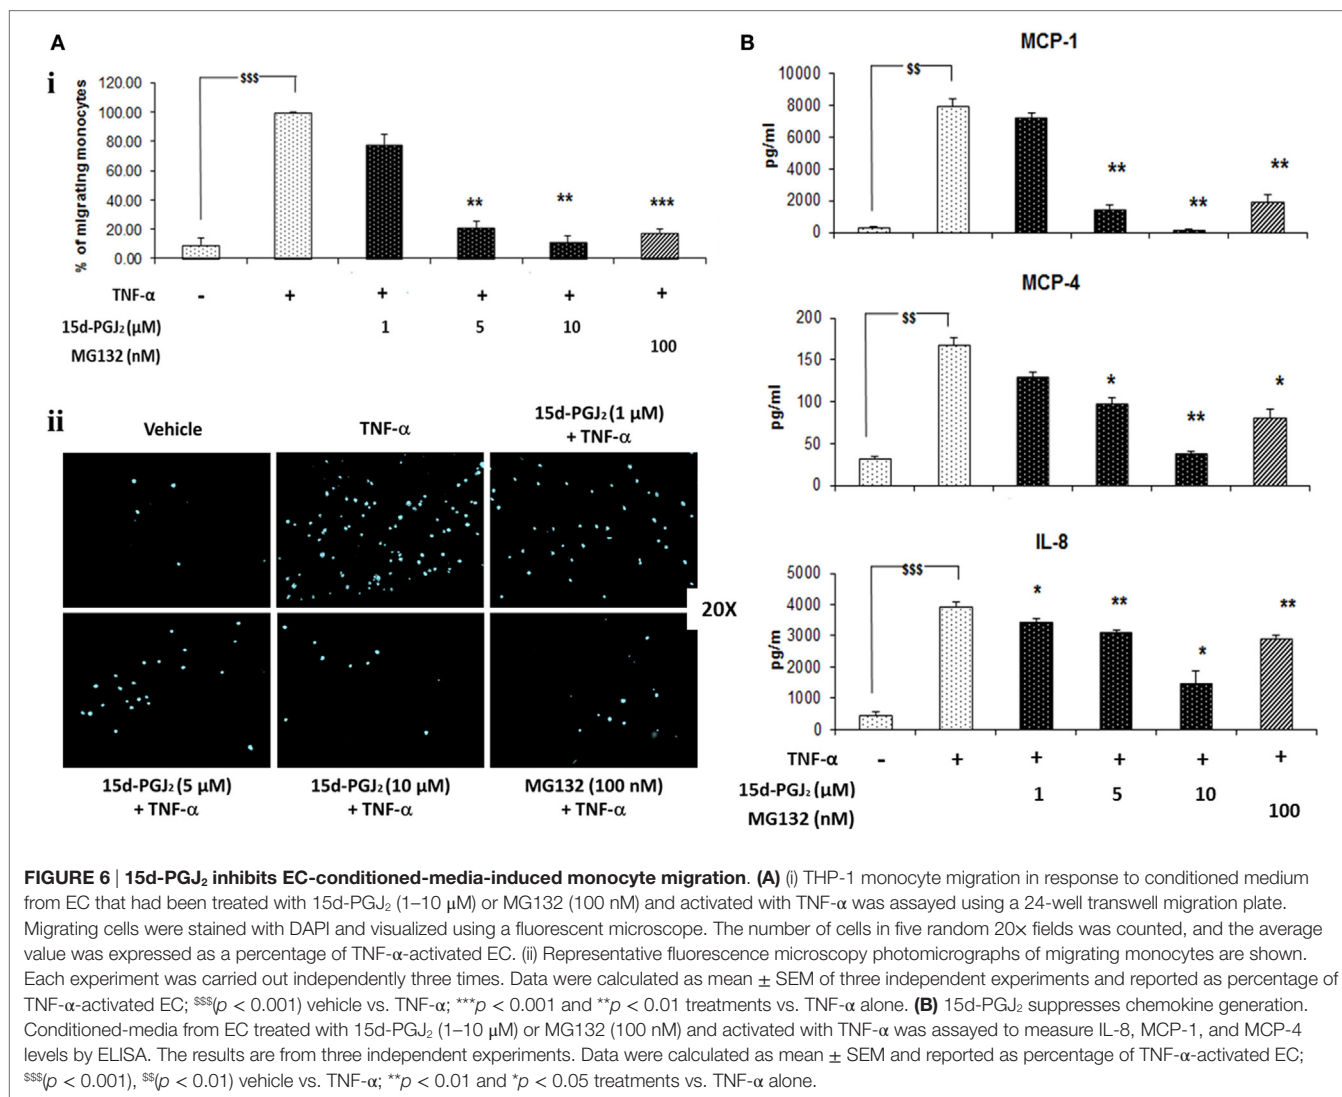 A
i
% of migrating monocytes
120.00
100.00
80.00
60.00
40.00
20.00
0.00
$$$
**
**
***
TNF-α - + + + + +
15d-PGJ₂ (μM) 1 5 10
MG132 (nM) 100
ii
Vehicle
TNF-α
15d-PGJ₂ (1 μM)
+ TNF-α
20X
15d-PGJ₂ (5 μM)
+ TNF-α
15d-PGJ₂ (10 μM)
+ TNF-α
MG132 (100 nM)
+ TNF-α
B
MCP-1
pg/ml
10000
8000
6000
4000
2000
0
$$
**
**
**
MCP-4
pg/ml
200
150
100
50
0
$$
*
**
*
IL-8
pg/m
5000
4000
3000
2000
1000
0
$$$
*
**
*
**
TNF-α - + + + + +
15d-PGJ₂ (μM) 1 5 10
MG132 (nM) 100
FIGURE 6 | 15d-PGJ₂ inhibits EC-conditioned-media-induced monocyte migration. (A) (i) THP-1 monocyte migration in response to conditioned medium
from EC that had been treated with 15d-PGJ₂ (1–10 μM) or MG132 (100 nM) and activated with TNF-α was assayed using a 24-well transwell migration plate.
Migrating cells were stained with DAPI and visualized using a fluorescent microscope. The number of cells in five random 20× fields was counted, and the average
value was expressed as a percentage of TNF-α-activated EC. (ii) Representative fluorescence microscopy photomicrographs of migrating monocytes are shown.
Each experiment was carried out independently three times. Data were calculated as mean ± SEM of three independent experiments and reported as percentage of
TNF-α-activated EC; $$$(p < 0.001) vehicle vs. TNF-α; ***p < 0.001 and **p < 0.01 treatments vs. TNF-α alone. (B) 15d-PGJ₂ suppresses chemokine generation.
Conditioned-media from EC treated with 15d-PGJ₂ (1–10 μM) or MG132 (100 nM) and activated with TNF-α was assayed to measure IL-8, MCP-1, and MCP-4
levels by ELISA. The results are from three independent experiments. Data were calculated as mean ± SEM and reported as percentage of TNF-α-activated EC;
$$$(p < 0.001), $$(p < 0.01) vehicle vs. TNF-α; **p < 0.01 and *p < 0.05 treatments vs. TNF-α alone.